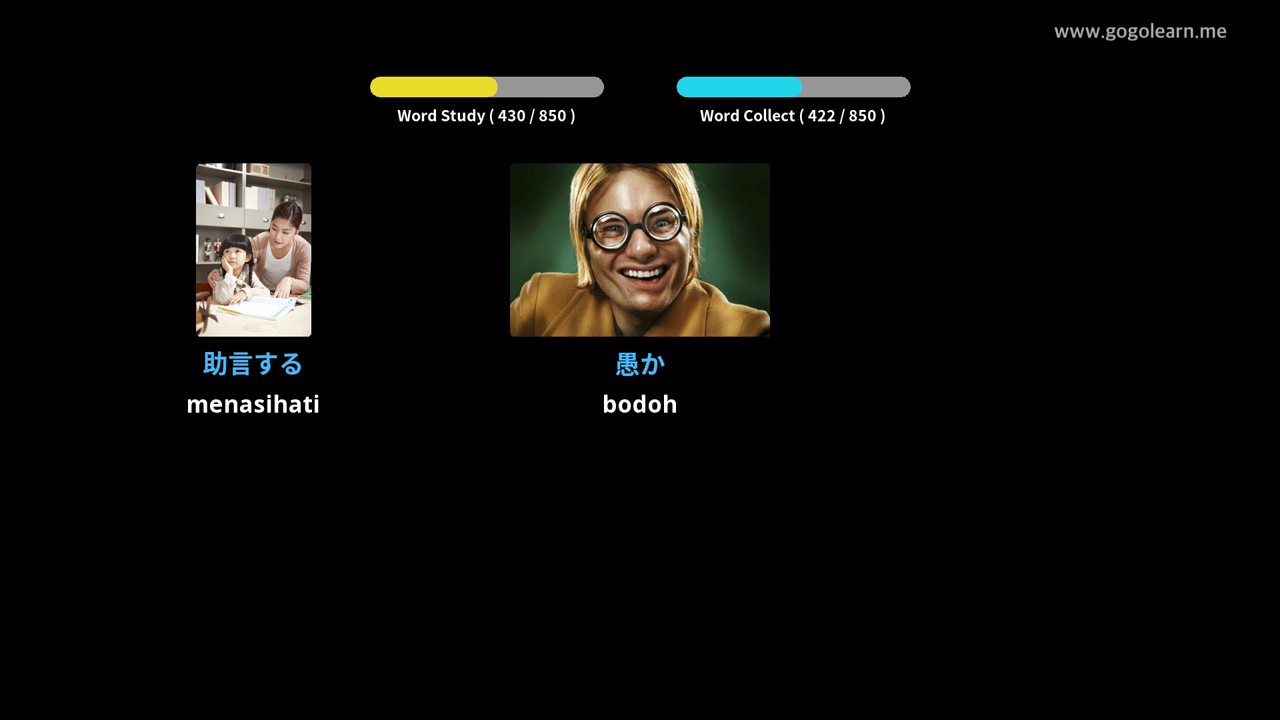 www.gogolearn.me
Word Study ( 430 / 850 )
Word Collect ( 422 / 850 )
助言する
menasihati
愚か
bodoh